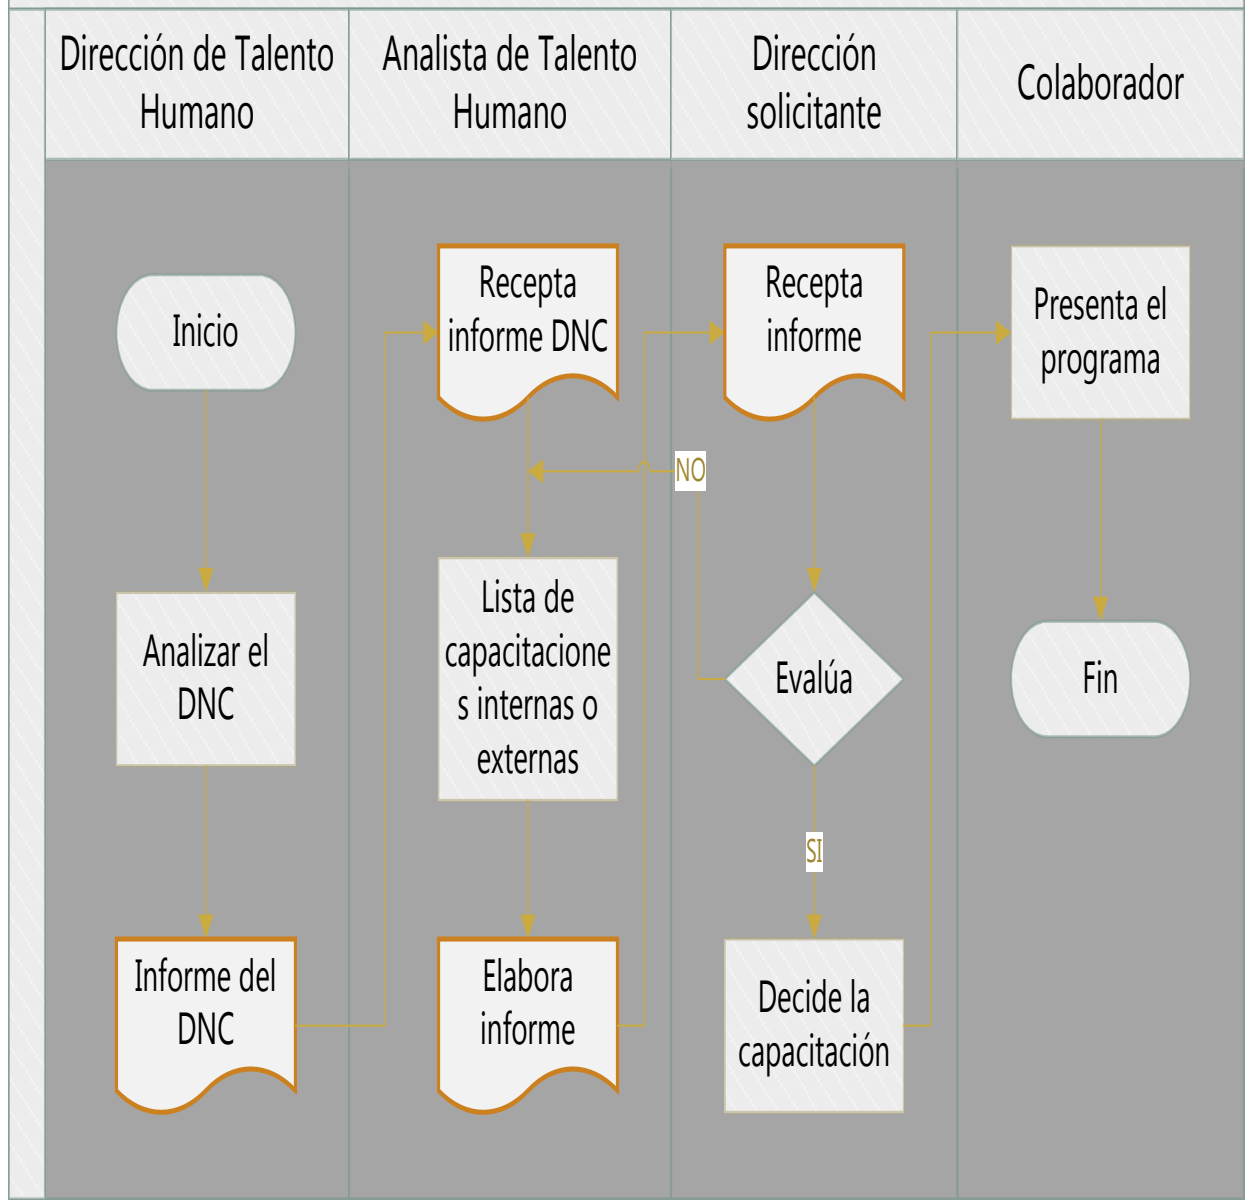 Dirección de Talento
Humano
Analista de Talento
Humano
Dirección
solicitante
Colaborador
Inicio
Analizar el
DNC
Informe del
DNC
Recepta
informe DNC
Lista de
capacitacione
s internas o
externas
Elabora
informe
Recepta
informe
NO
Evalúa
SI
Decide la
capacitación
Presenta el
programa
Fin